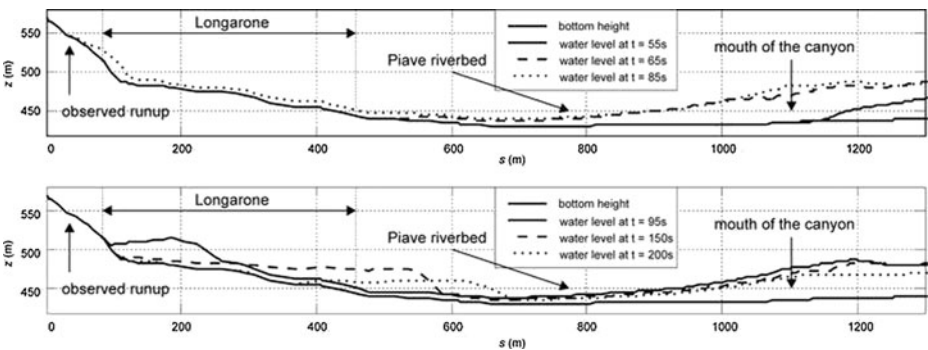 550
500
450
z (m)
Longarone
observed runup
Piave riverbed
bottom height
water level at t = 55s
water level at t = 65s
water level at t = 85s
mouth of the canyon
0 200 400 600 800 1000 1200
s (m)
550
500
450
z (m)
Longarone
observed runup
Piave riverbed
bottom height
water level at t = 95s
water level at t = 150s
water level at t = 200s
mouth of the canyon
0 200 400 600 800 1000 1200
s (m)